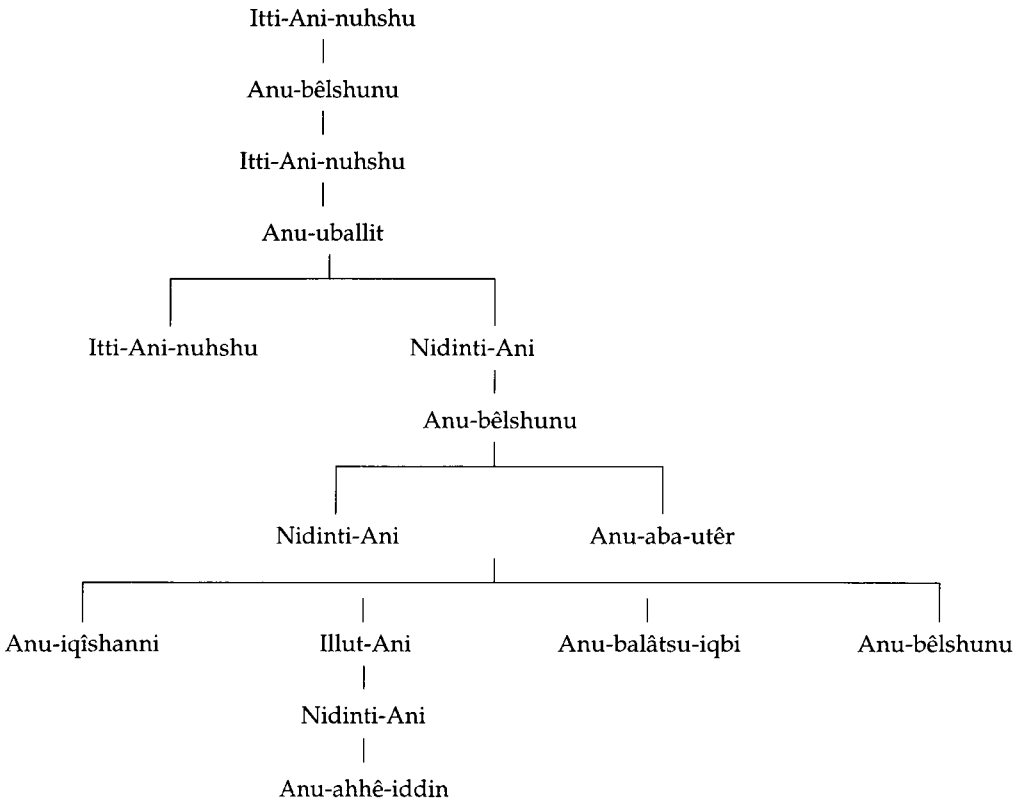 Itti-Ani-nuhshu
Anu-bêlshunu
Itti-Ani-nuhshu
Anu-uballit
Itti-Ani-nuhshu Nidinti-Ani
Anu-bêlshunu
Nidinti-Ani Anu-aba-utêr
Anu-iqîshanni Illut-Ani Anu-balâtsu-iqbi Anu-bêlshunu
Nidinti-Ani
Anu-ahhê-iddin